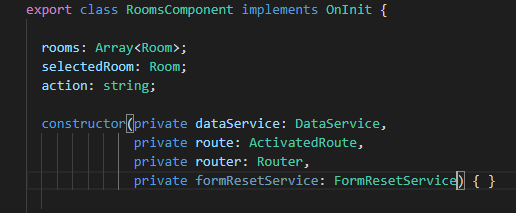 export class RoomsComponent implements OnInit {
rooms: Array<Room>;
selectedRoom: Room;
action: string;
constructor(private dataService: DataService,
private route: ActivatedRoute,
private router: Router,
private formResetService: FormResetService) { }